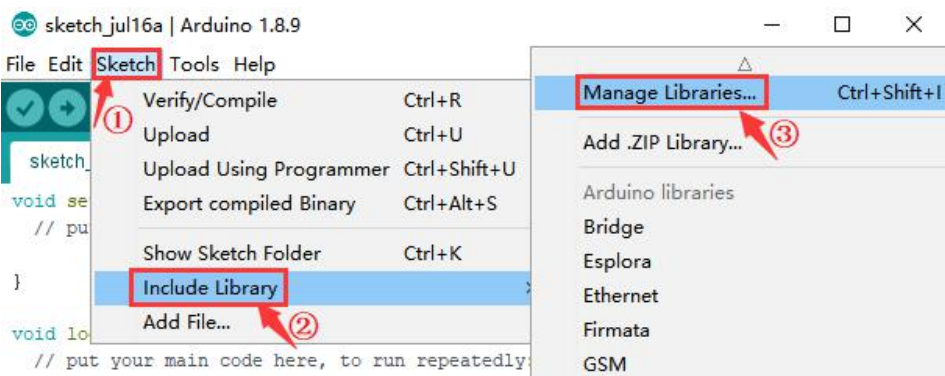 sketch_jul16a | Arduino 1.8.9
File Edit Sketch Tools Help
①
Verify/Compile Ctrl+R
Upload Ctrl+U
Upload Using Programmer Ctrl+Shift+U
Export compiled Binary Ctrl+Alt+S
Show Sketch Folder Ctrl+K
Include Library
②
Add File...
Manage Libraries... Ctrl+Shift+I
③
Add .ZIP Library...
Arduino libraries
Bridge
Esplora
Ethernet
Firmata
GSM
sketch_
void se
// pu
}
void lo
// put your main code here, to run repeatedly: